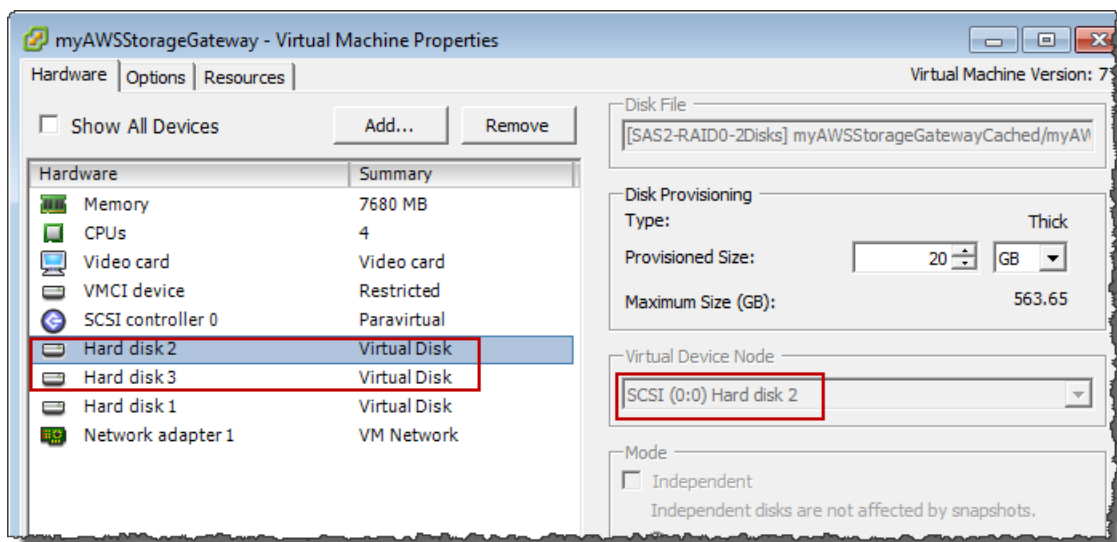 myAWSStorageGateway - Virtual Machine Properties
Hardware Options Resources
Virtual Machine Version: 7
Show All Devices
Add...
Remove
Hardware Summary
Memory 7680 MB
CPUs 4
Video card Video card
VMCI device Restricted
SCSI controller 0 Paravirtual
Hard disk 2 Virtual Disk
Hard disk 3 Virtual Disk
Hard disk 1 Virtual Disk
Network adapter 1 VM Network
Disk File
[SAS2-RAID0-2Disks] myAWSStorageGatewayCached/myAW
Disk Provisioning
Type: Thick
Provisioned Size: 20 GB
Maximum Size (GB): 563.65
Virtual Device Node
SCSI (0:0) Hard disk 2
Mode
Independent
Independent disks are not affected by snapshots.